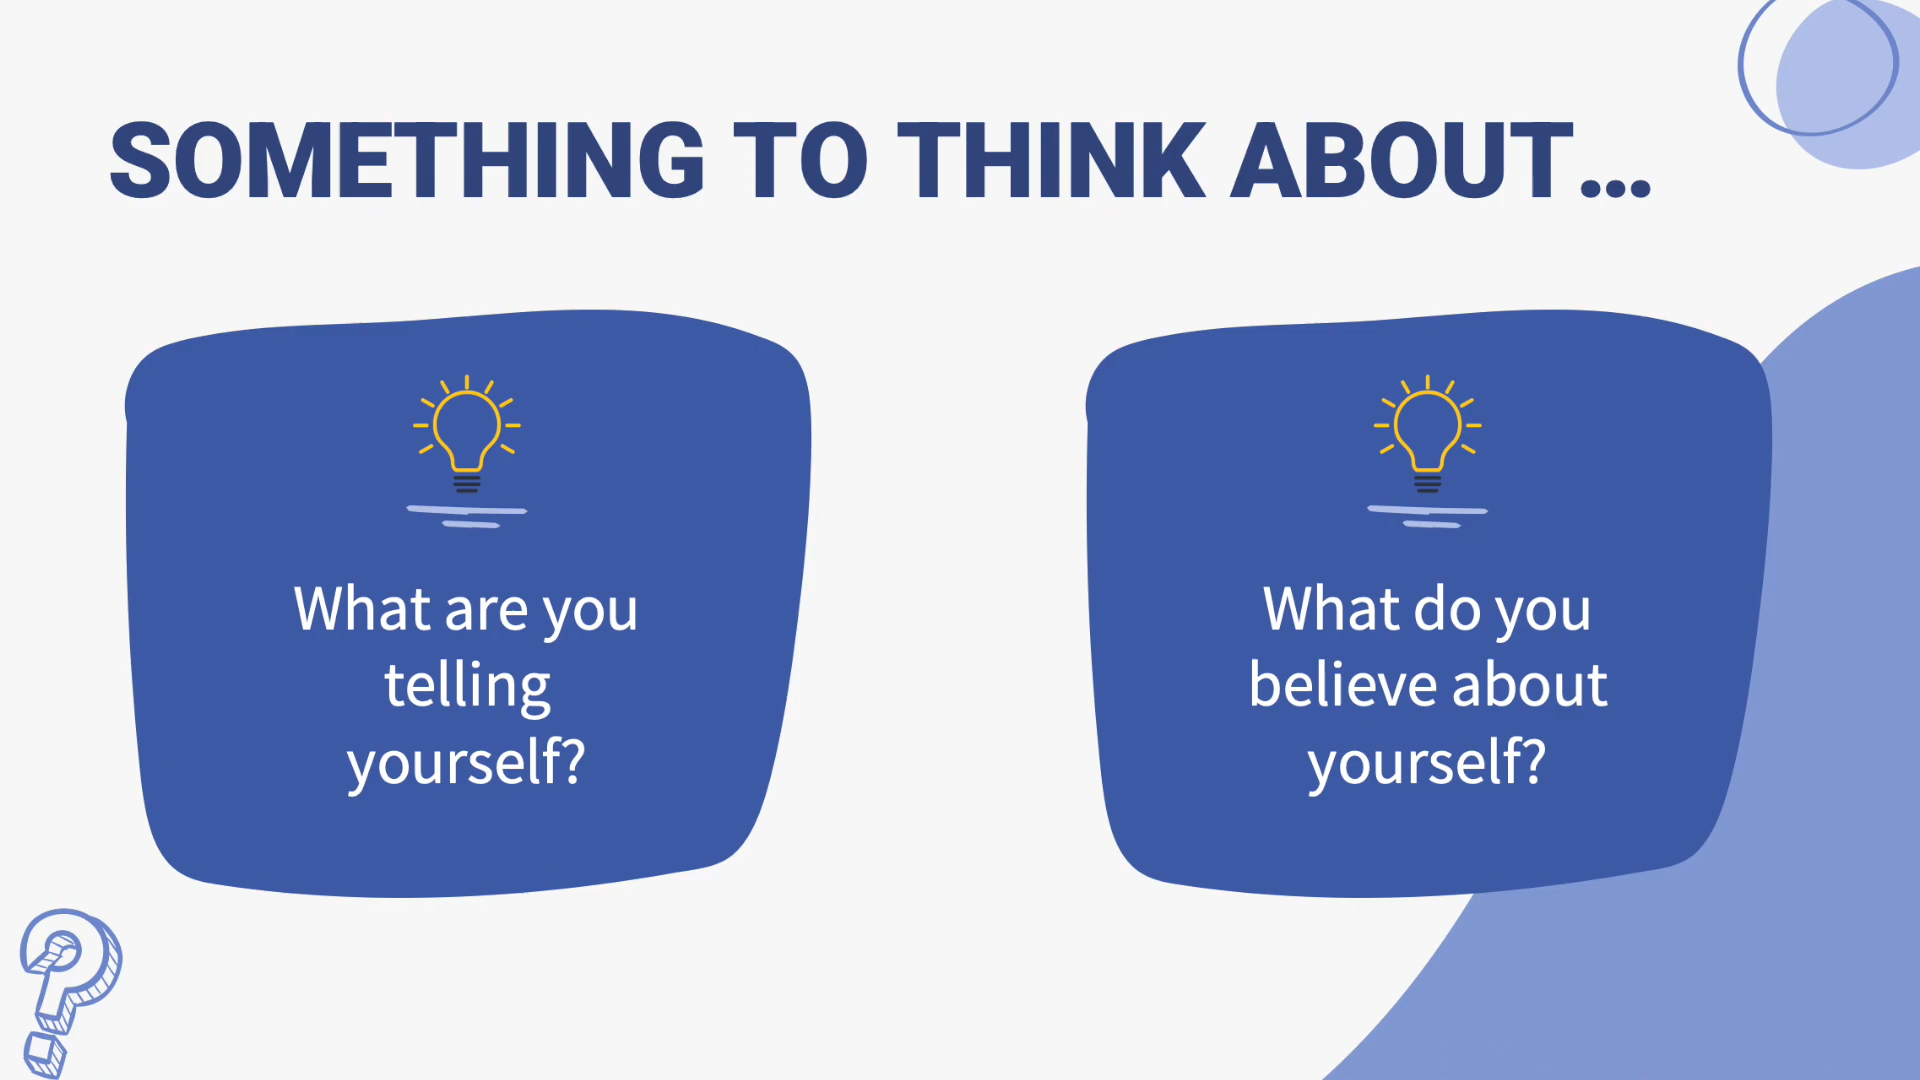 SOMETHING TO THINK ABOUT...
What are you
telling
yourself?
What do you
believe about
yourself?